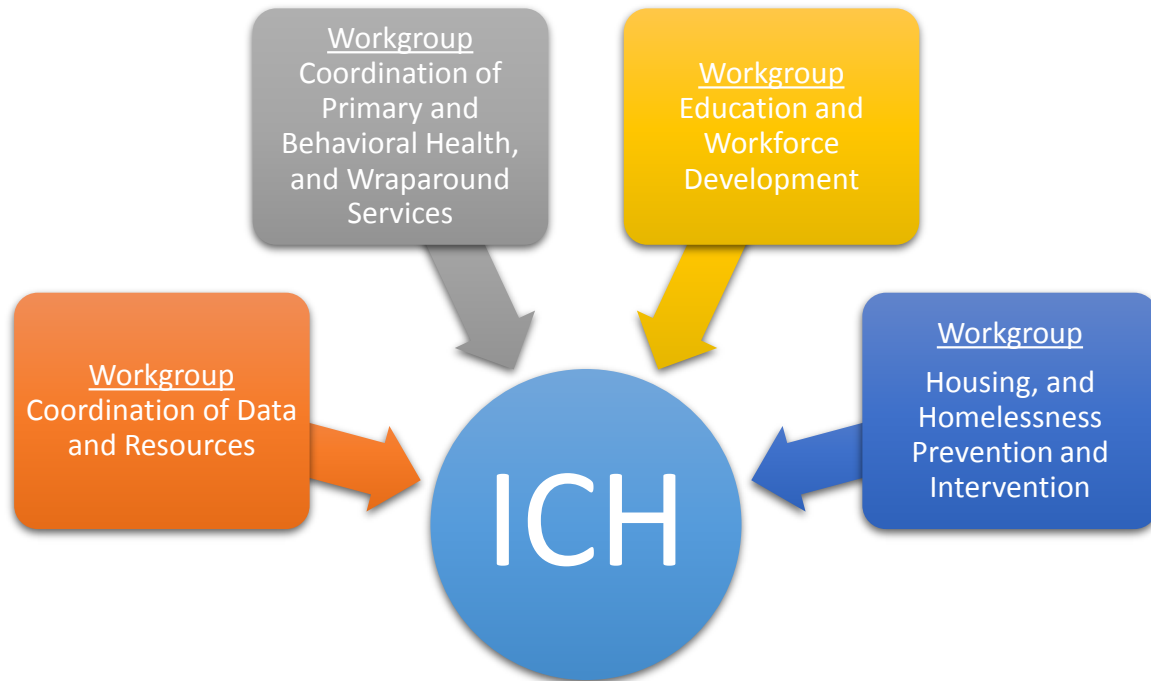 Workgroup
Coordination of
Primary and
Behavioral Health,
and Wraparound
Services
Workgroup
Education and
Workforce
Development
Workgroup
Coordination of Data
and Resources
Workgroup
Housing, and
Homelessness
Prevention and
Intervention
ICH